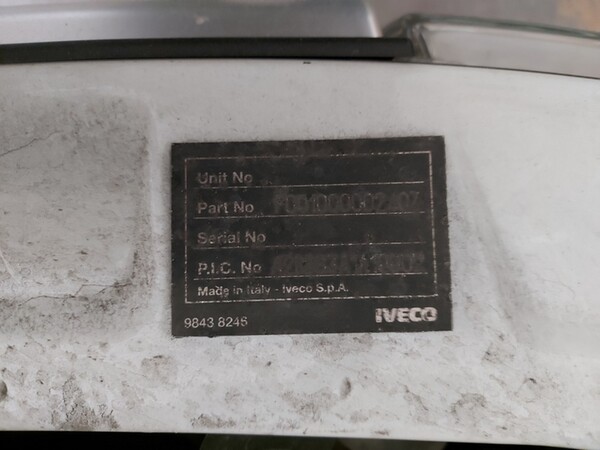 Unit No
Part No
Serial No
P.I.C. No
Made in Italy - Iveco S.p.A.
9843 8246 IVECO